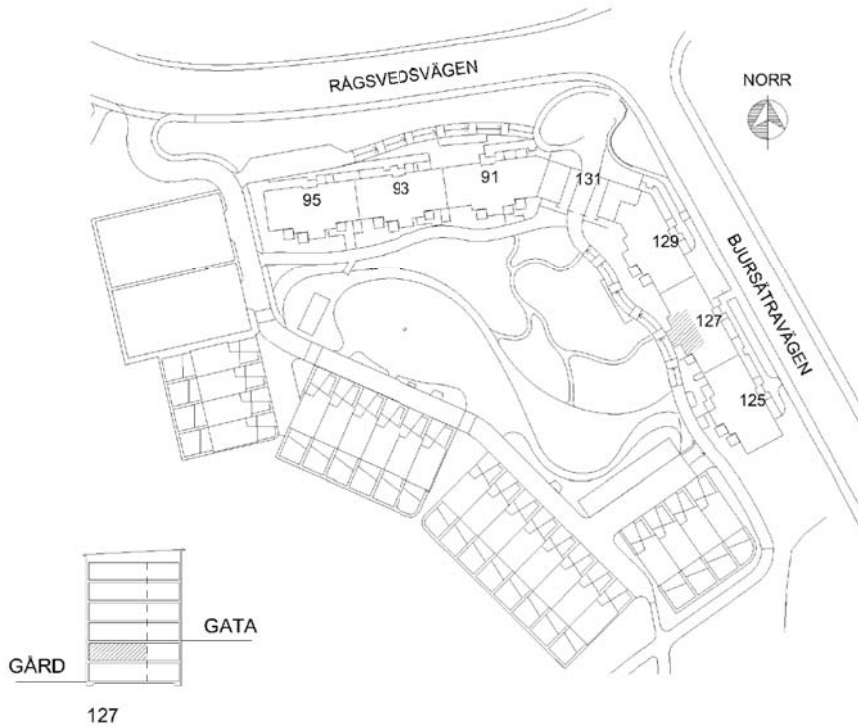 RÅGSVEDSVÄGEN
NORR
91
131
93
95
129
BJURSÄTRAVÄGEN
127
125
GATA
GÅRD
127